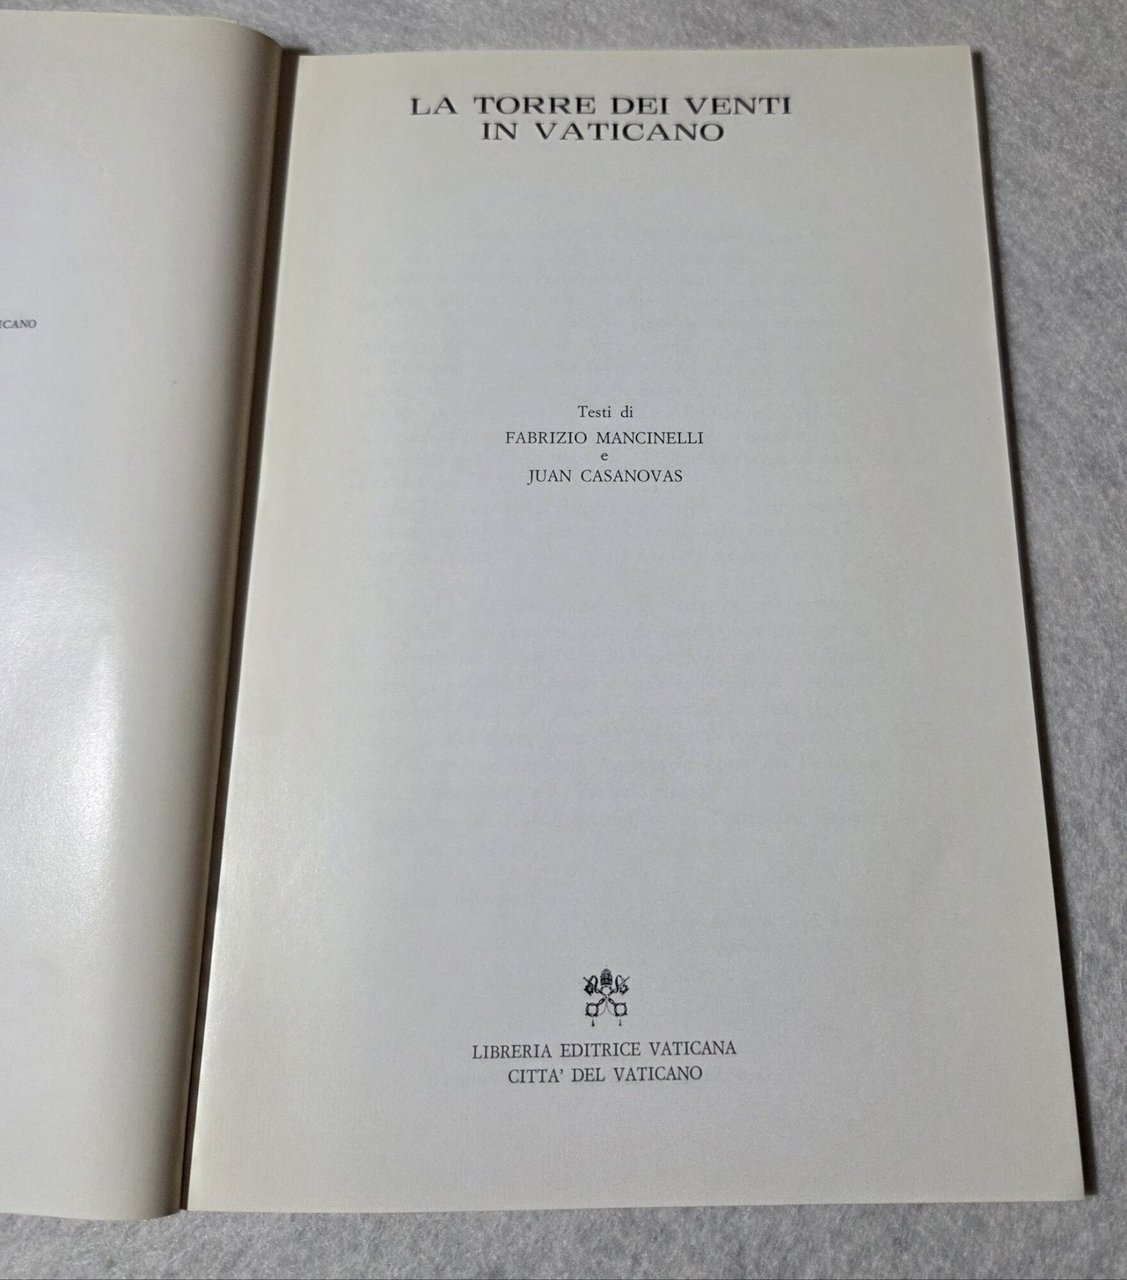 LA TORRE DEI VENTI
IN VATICANO
Testi di
FABRIZIO MANCINELLI
e
JUAN CASANOVAS
LIBRERIA EDITRICE VATICANA
CITTA' DEL VATICANO